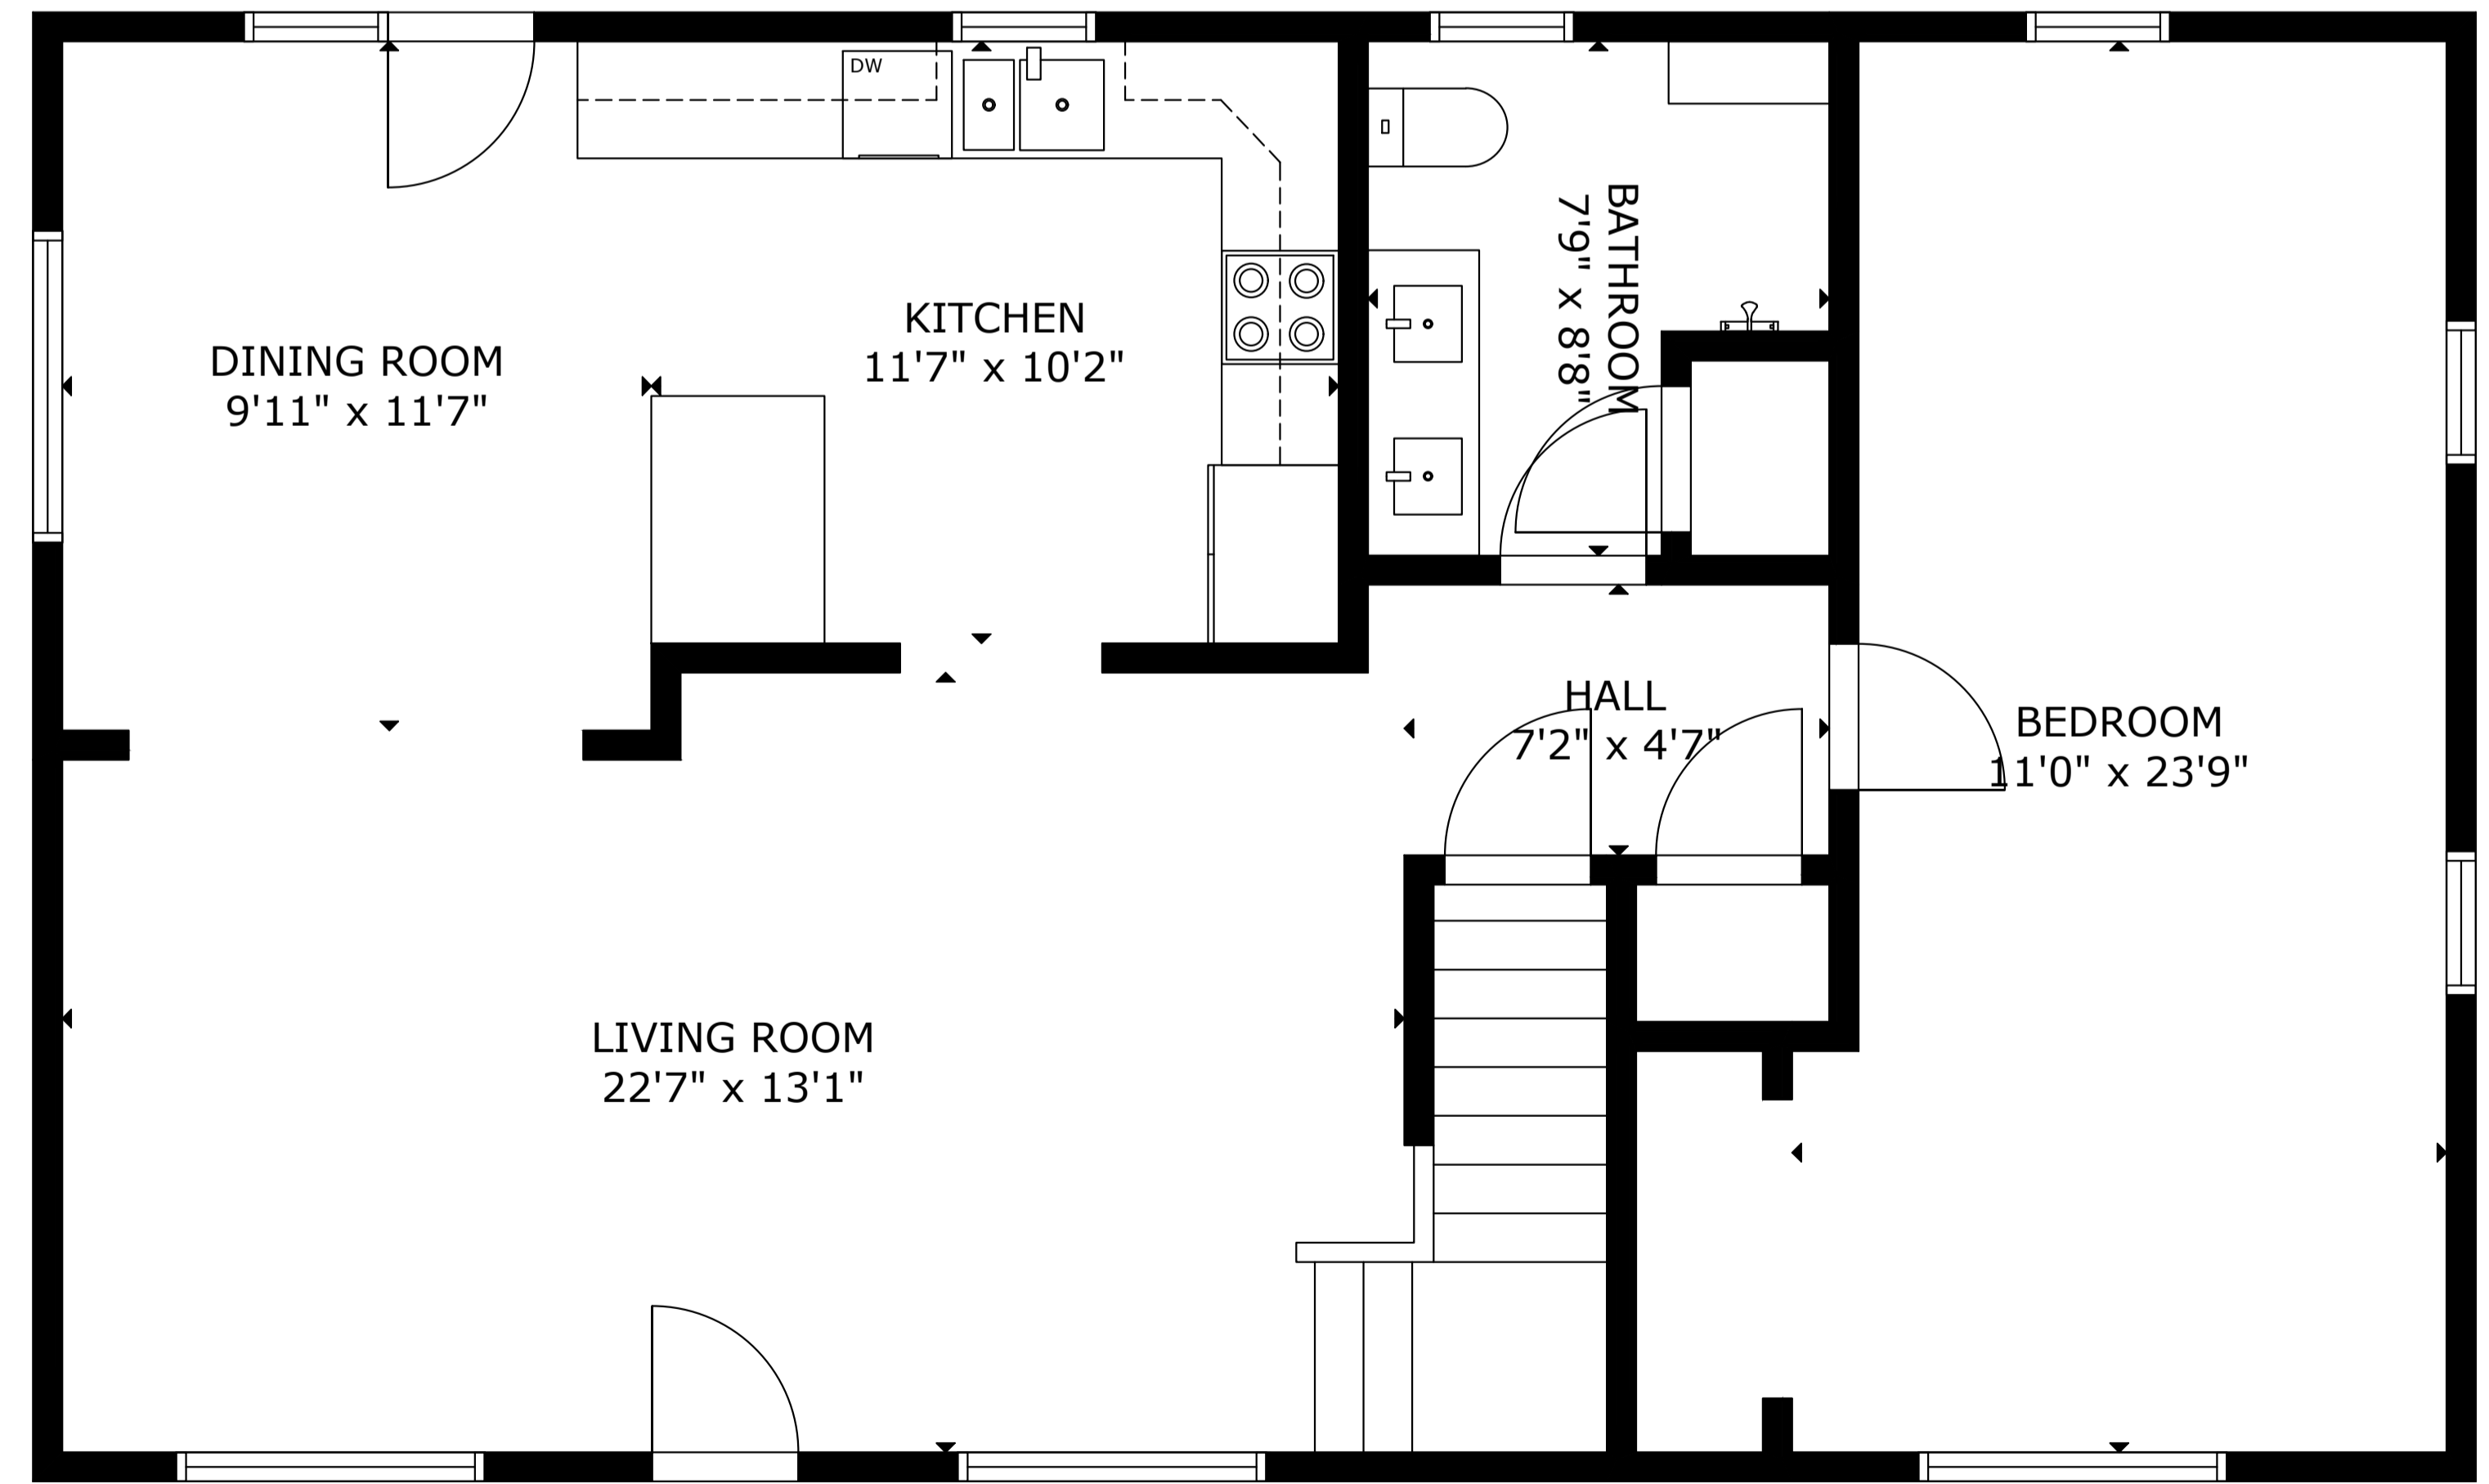 DW
BATHROOM
7'9" x 8'8"
KITCHEN
11'7" x 10'2"
DINING ROOM
9'11" x 11'7"
HALL
7'2" x 4'7"
BEDROOM
11'0" x 23'9"
LIVING ROOM
22'7" x 13'1"